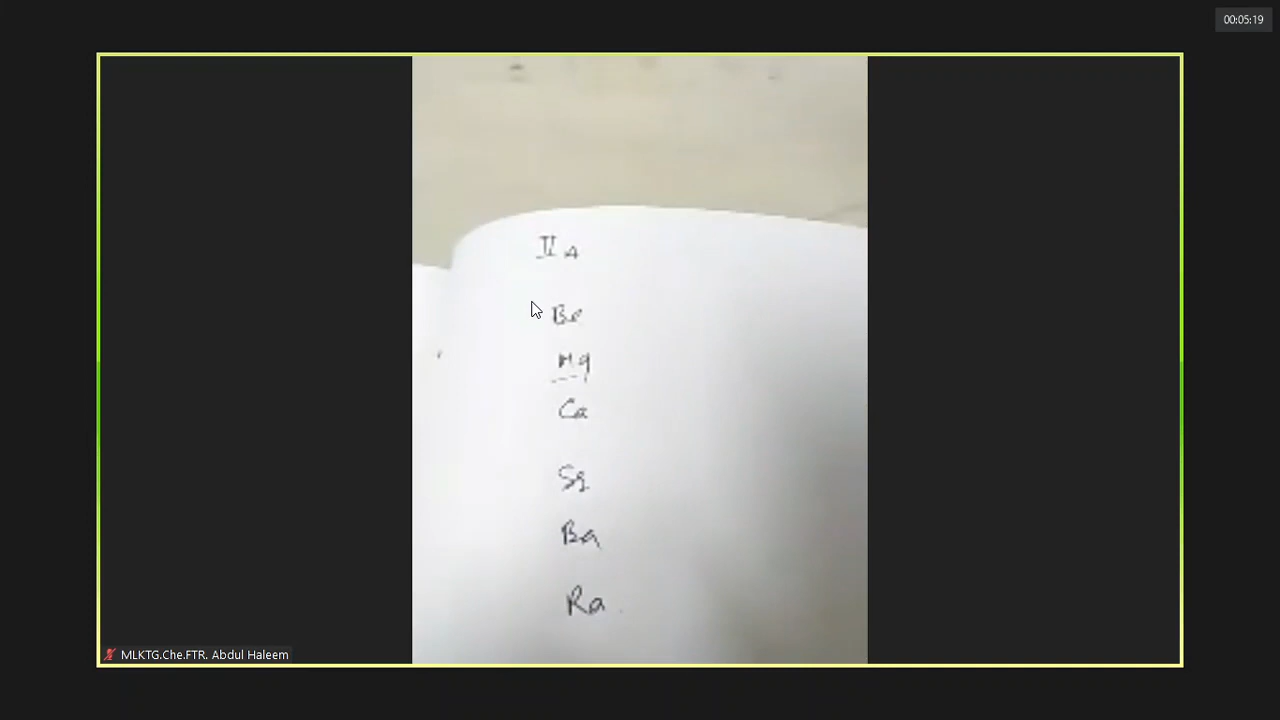 00:05:19
II A
Be
Mg
Ca
Sr
Ba
Ra
MLKTG.Che.FTR. Abdul Haleem